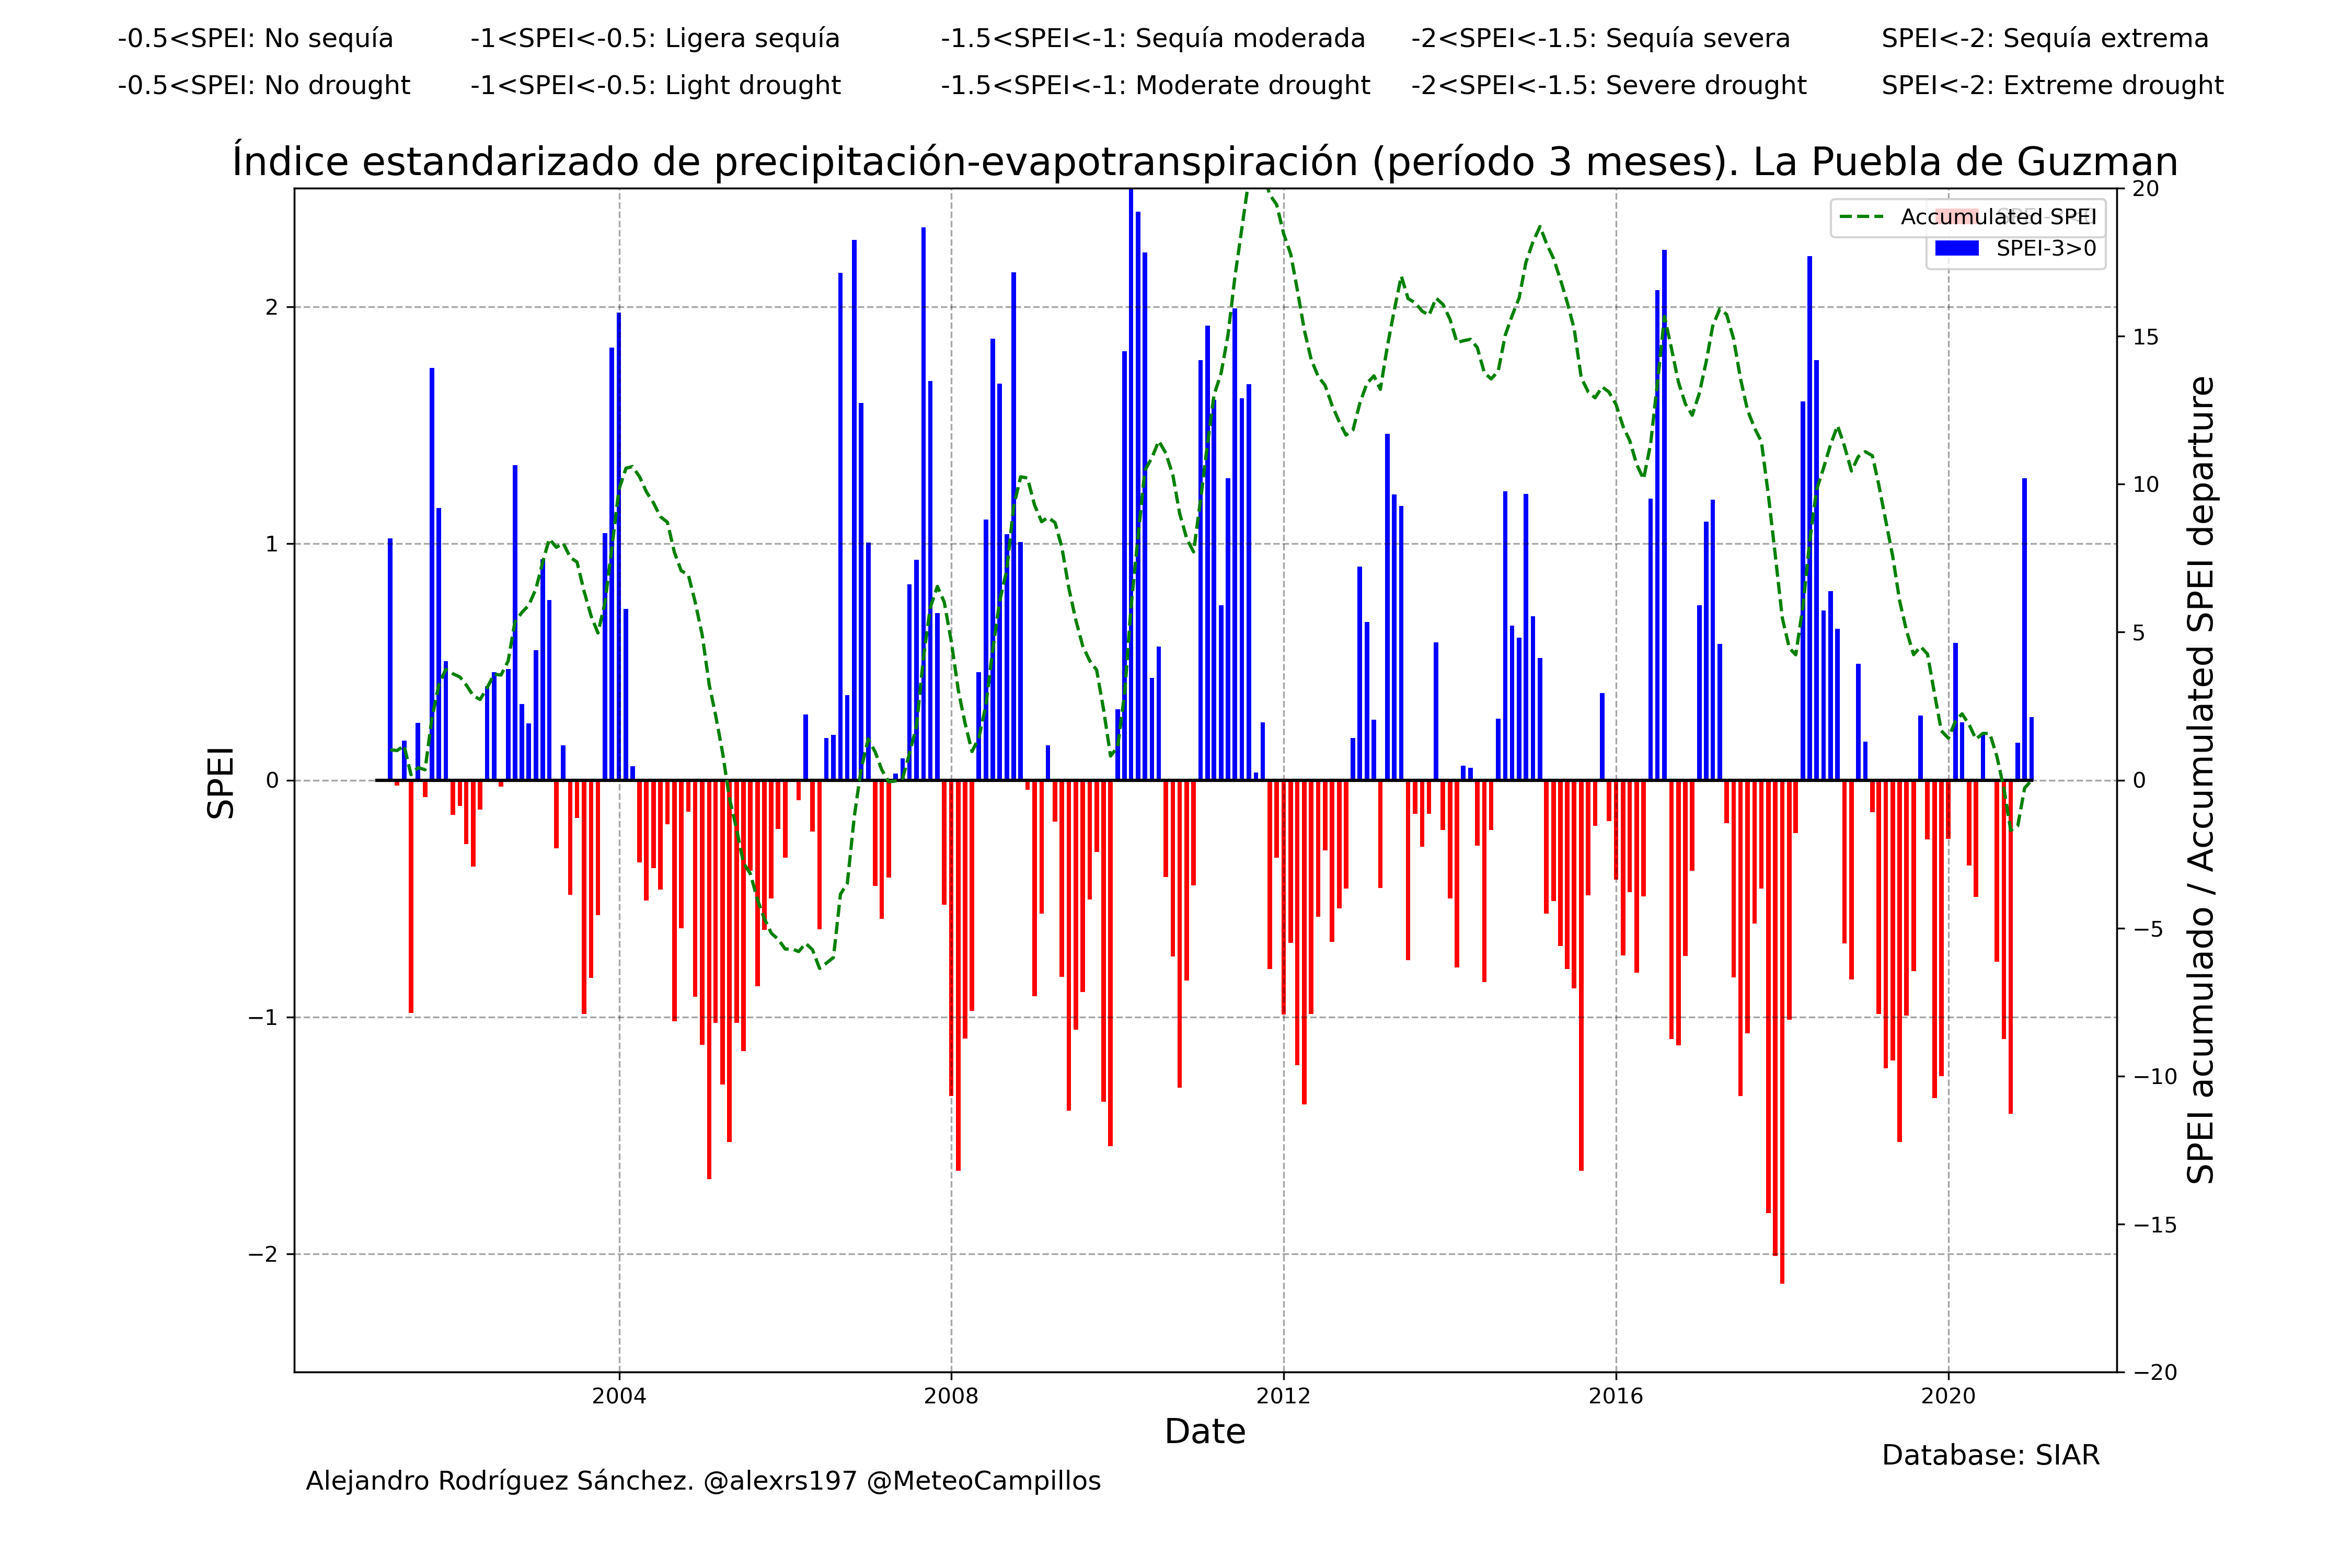 -0.5<SPEI: No sequía -1<SPEI<-0.5: Ligera sequía -1.5<SPEI<-1: Sequía moderada -2<SPEI<-1.5: Sequía severa SPEI<-2: Sequía extrema
-0.5<SPEI: No drought -1<SPEI<-0.5: Light drought -1.5<SPEI<-1: Moderate drought -2<SPEI<-1.5: Severe drought SPEI<-2: Extreme drought
Índice estandarizado de precipitación-evapotranspiración (período 3 meses). La Puebla de Guzman
Accumulated SPEI
SPEI-3>0
SPEI
2
1
0
−1
−2
20
15
10
5
0
−5
−10
−15
−20
SPEI acumulado / Accumulated SPEI departure
2004 2008 2012 2016 2020
Date
Database: SIAR
Alejandro Rodríguez Sánchez. @alexrs197 @MeteoCampillos